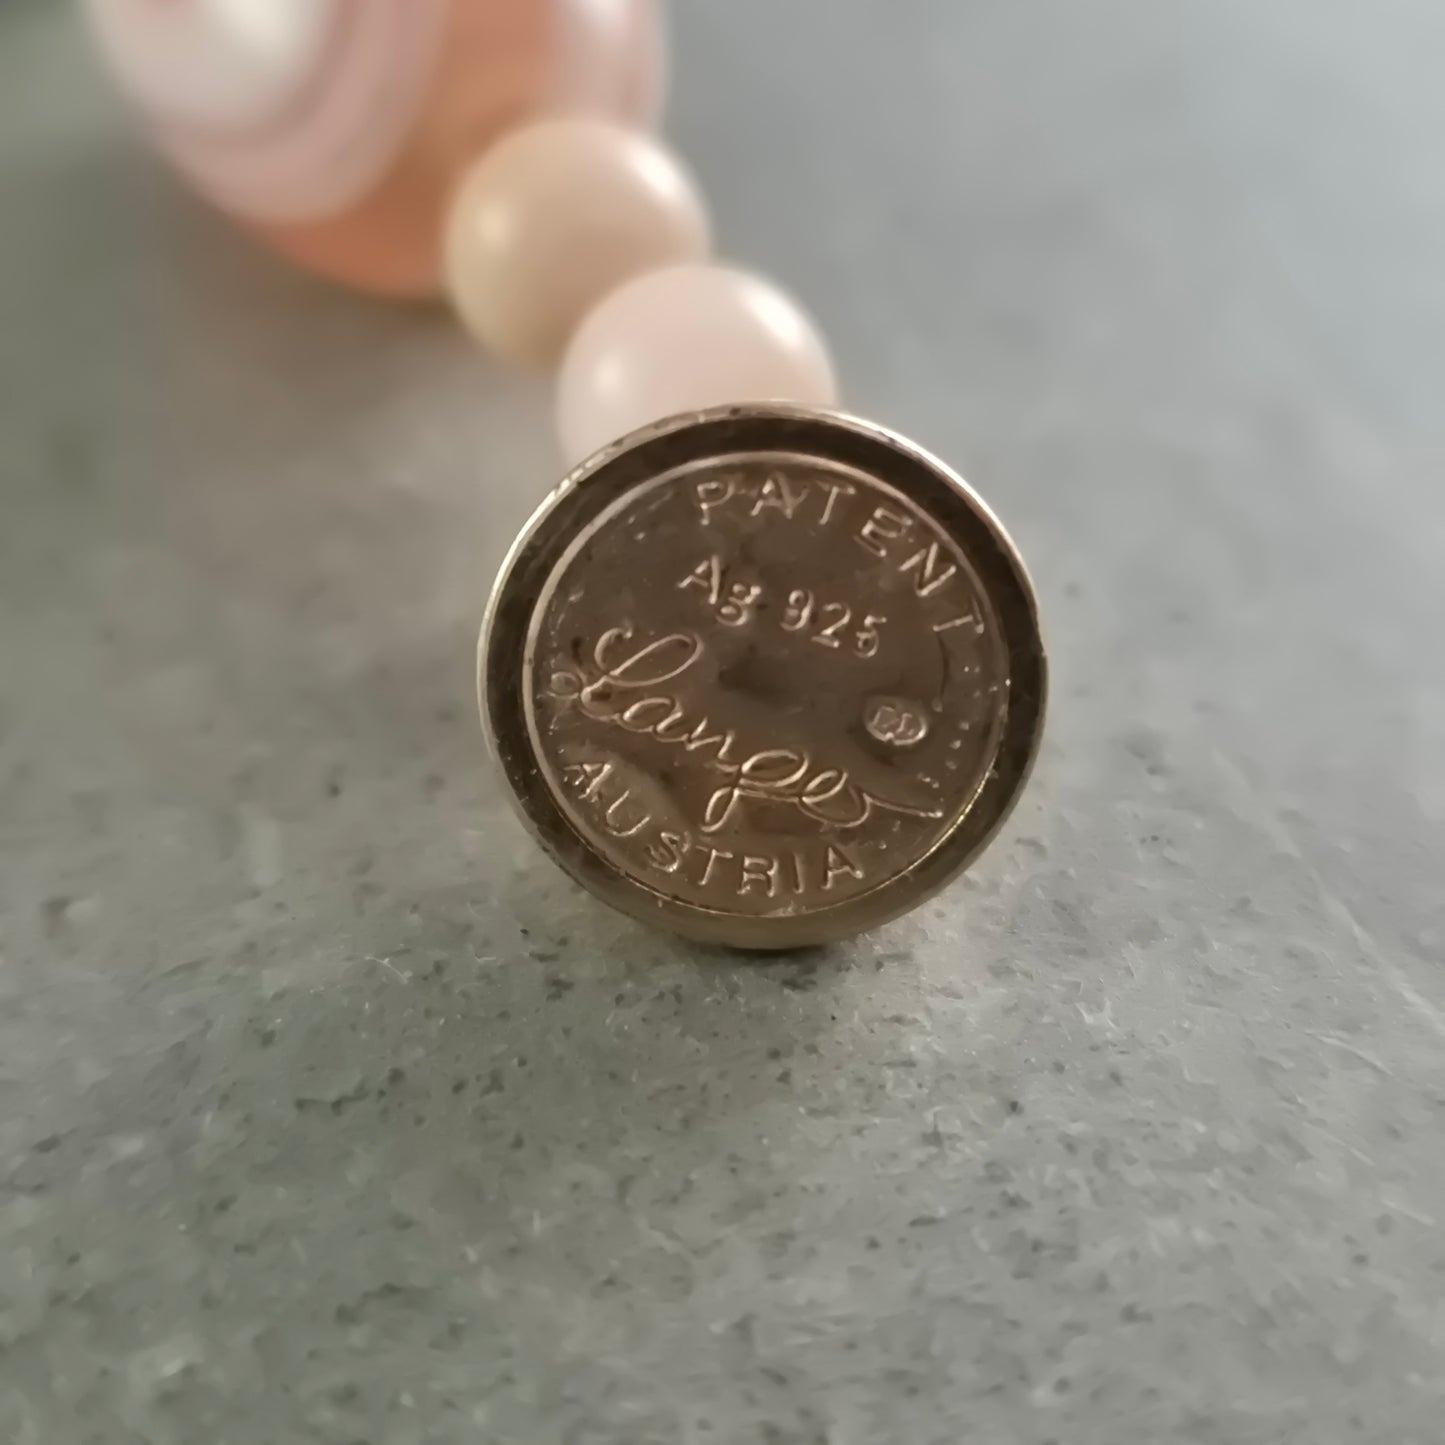 PATENT
Ag 925
Langer
AUSTRIA